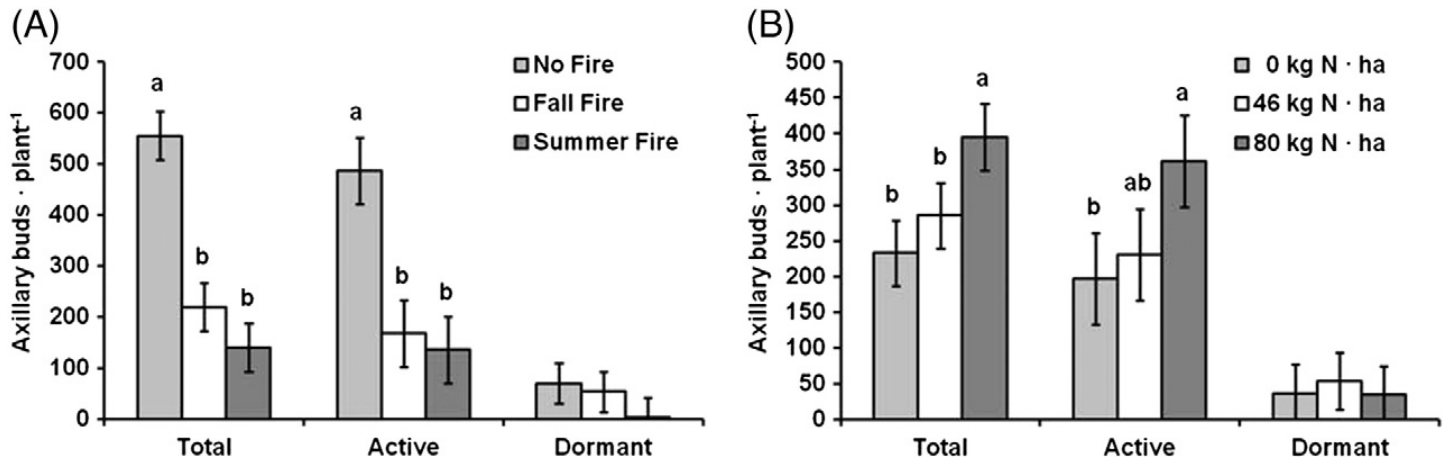 (A)
Axillary buds · plant⁻¹
700
600
500
400
300
200
100
0
a
b
b
a
b
b
No Fire
Fall Fire
Summer Fire
Total Active Dormant
(B)
Axillary buds · plant⁻¹
500
450
400
350
300
250
200
150
100
50
0
b
b
a
b
ab
a
0 kg N · ha
46 kg N · ha
80 kg N · ha
Total Active Dormant